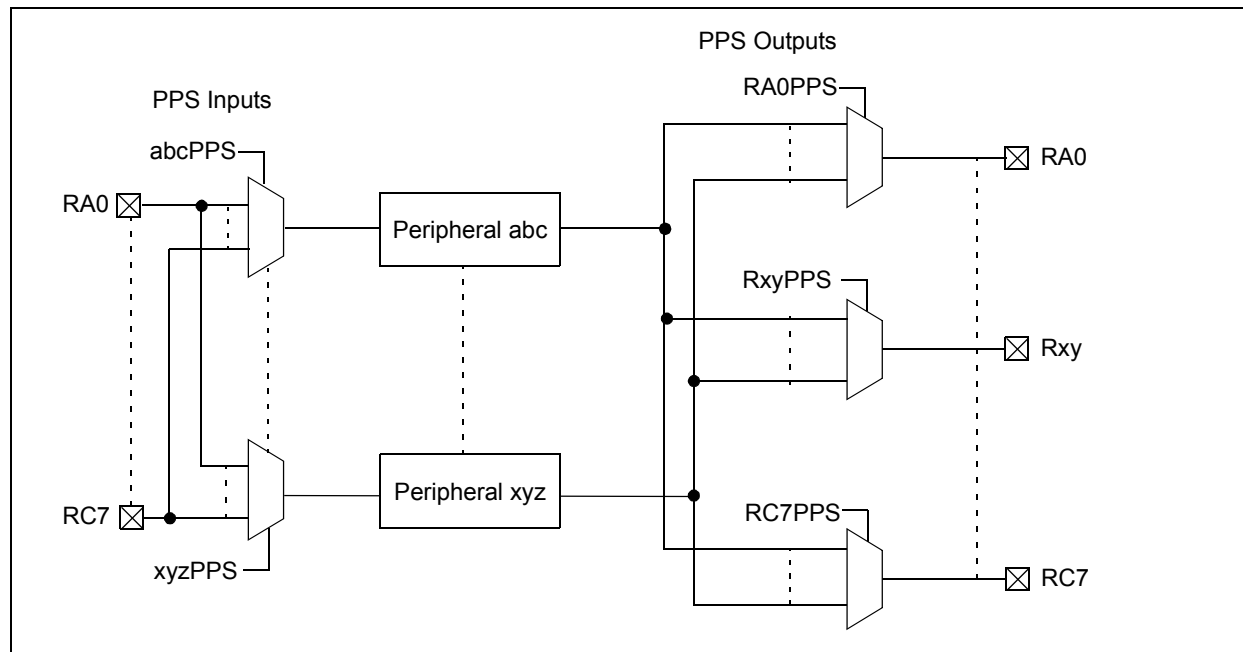 PPS Outputs
RA0PPS
PPS Inputs
abcPPS
RA0
Peripheral abc
RA0
RxyPPS
Rxy
RC7
Peripheral xyz
RC7PPS
xyzPPS
RC7